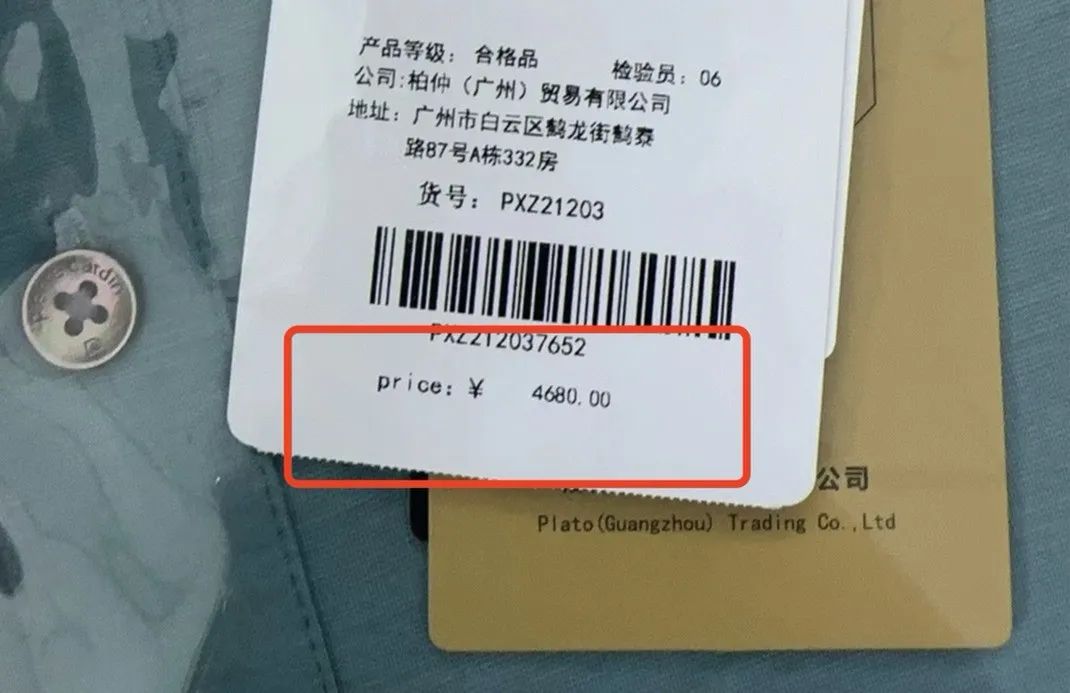 产品等级： 合格品 检验员：06
公司:柏仲（广州）贸易有限公司
地址：广州市白云区鹤龙街鹤泰
路87号A栋332房
货号：PXZ21203
PXZ212037652
price：￥ 4680.00
公司
Plato(Guangzhou) Trading Co.,Ltd
Cardin